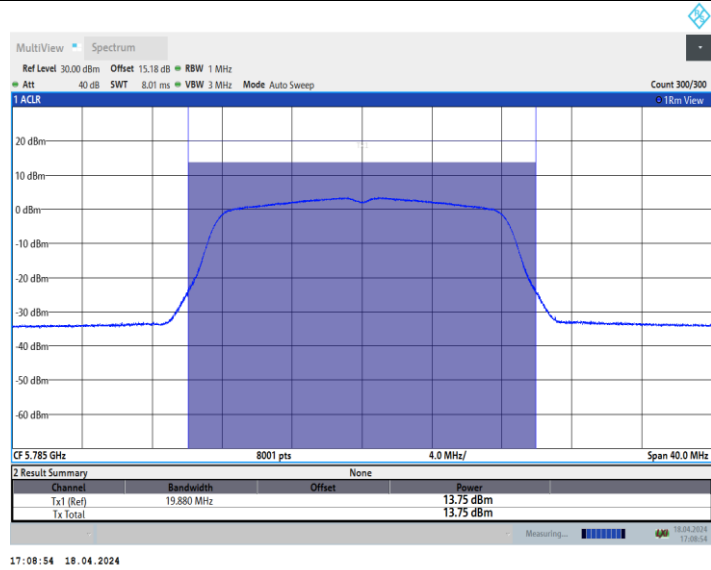 MultiView Spectrum
Ref Level 30.00 dBm Offset 15.18 dB RBW 1 MHz
Att 40 dB SWT 8.01 ms VBW 3 MHz Mode Auto Sweep Count 300/300
1 ACLR 1Rm View
20 dBm
10 dBm
0 dBm
-10 dBm
-20 dBm
-30 dBm
-40 dBm
-50 dBm
-60 dBm
CF 5.785 GHz 8001 pts 4.0 MHz/ Span 40.0 MHz
2 Result Summary None
Channel Bandwidth Offset Power
Tx1 (Ref) 19.880 MHz 13.75 dBm
Tx Total 13.75 dBm
Measuring... 18.04.2024
17:08:54
17:08:54 18.04.2024